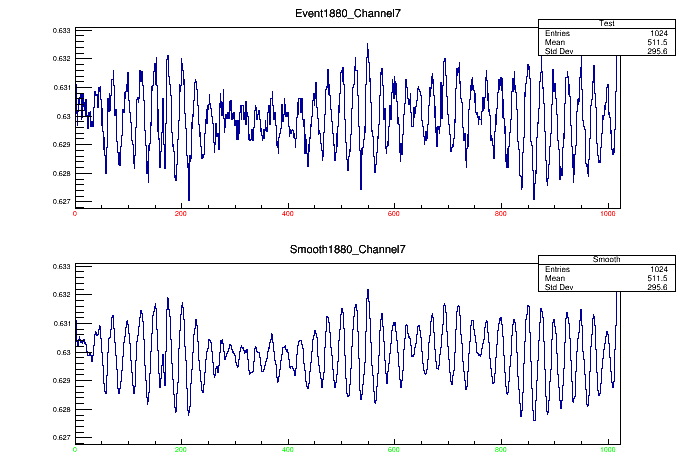 Event1880_Channel7
Test
Entries 1024
Mean 511.5
Std Dev 295.6
0.633
0.632
0.631
0.63
0.629
0.628
0.627
0 200 400 600 800 1000
Smooth1880_Channel7
Smooth
Entries 1024
Mean 511.5
Std Dev 295.6
0.633
0.632
0.631
0.63
0.629
0.628
0.627
0 200 400 600 800 1000